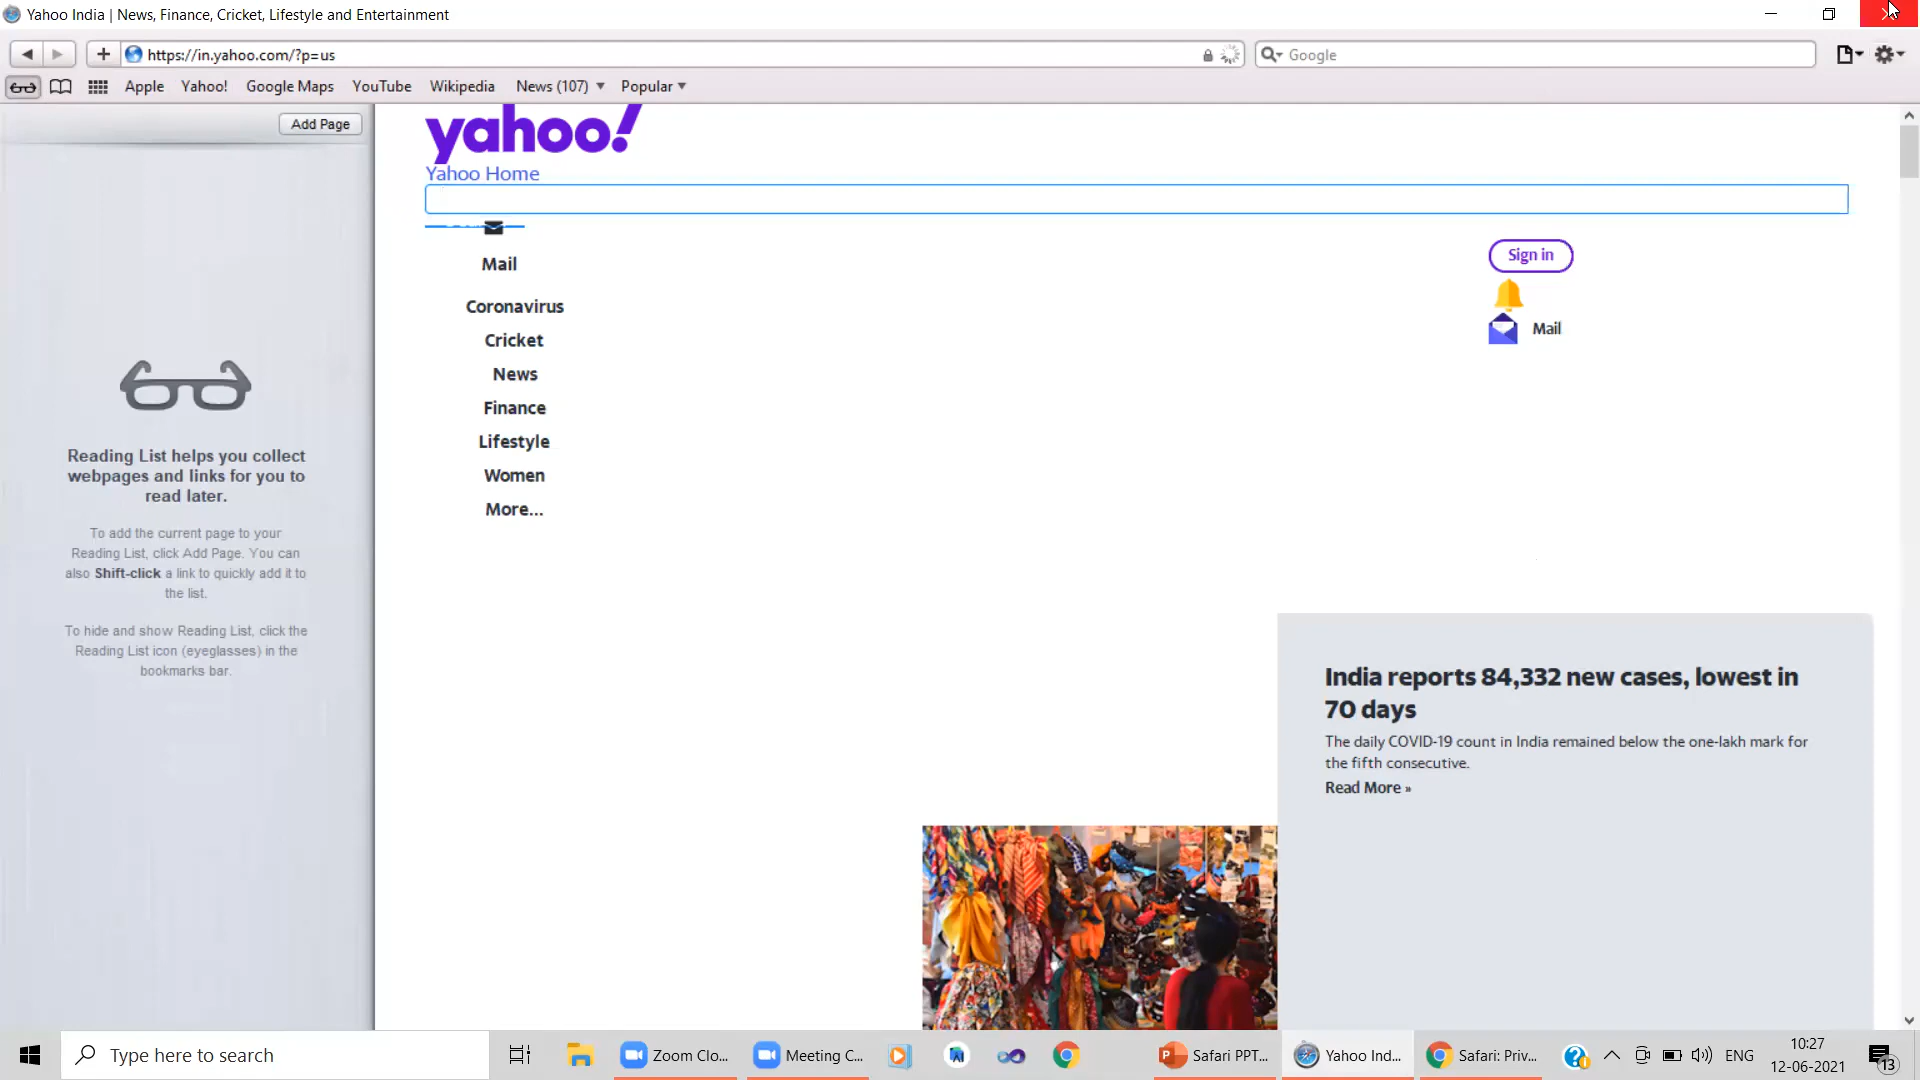 Yahoo India | News, Finance, Cricket, Lifestyle and Entertainment
https://in.yahoo.com/?p=us
Google
Apple Yahoo! Google Maps YouTube Wikipedia News (107) Popular
Add Page
yahoo!
Yahoo Home
Mail
Sign in
Coronavirus
Mail
Cricket
News
Finance
Lifestyle
Women
More...
Reading List helps you collect
webpages and links for you to
read later.
To add the current page to your
Reading List, click Add Page. You can
also Shift-click a link to quickly add it to
the list.
To hide and show Reading List, click the
Reading List icon (eyeglasses) in the
bookmarks bar.
India reports 84,332 new cases, lowest in
70 days
The daily COVID-19 count in India remained below the one-lakh mark for
the fifth consecutive.
Read More »
Type here to search
Zoom Clo...
Meeting C...
Safari PPT...
Yahoo Ind...
Safari: Priv...
ENG
10:27
12-06-2021
13